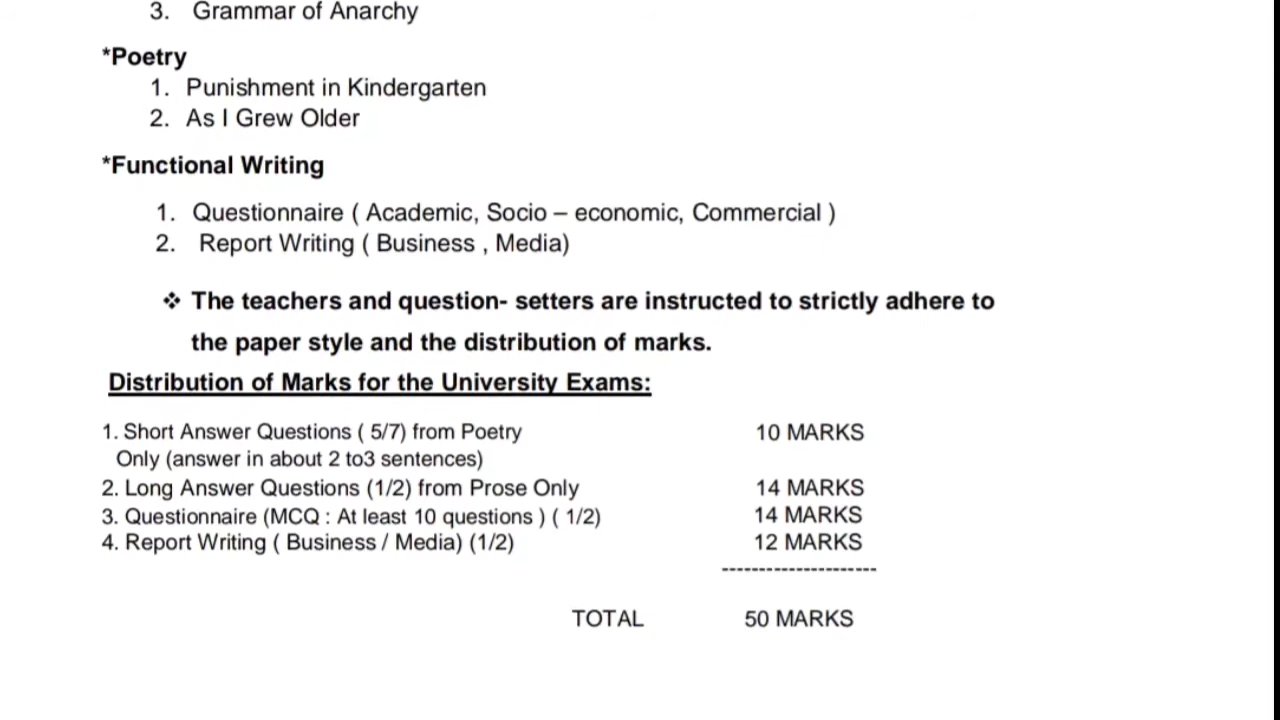 3. Grammar of Anarchy
*Poetry
1. Punishment in Kindergarten
2. As I Grew Older
*Functional Writing
1. Questionnaire ( Academic, Socio – economic, Commercial )
2. Report Writing ( Business , Media)
❖ The teachers and question- setters are instructed to strictly adhere to
the paper style and the distribution of marks.
Distribution of Marks for the University Exams:
1. Short Answer Questions ( 5/7) from Poetry 10 MARKS
Only (answer in about 2 to3 sentences)
2. Long Answer Questions (1/2) from Prose Only 14 MARKS
3. Questionnaire (MCQ : At least 10 questions ) ( 1/2) 14 MARKS
4. Report Writing ( Business / Media) (1/2) 12 MARKS
---------------------
TOTAL 50 MARKS